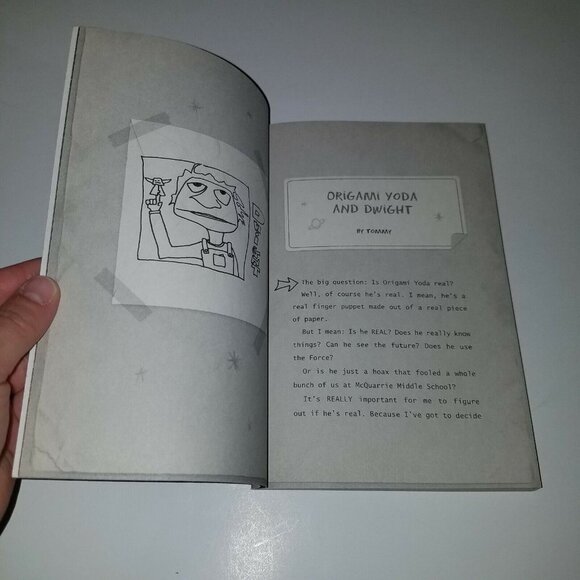 ORIGAMI YODA
AND DWIGHT
BY TOMMY
The big question: Is Origami Yoda real?
Well, of course he's real. I mean, he's a
real finger puppet made out of a real piece
of paper.
But I mean: Is he REAL? Does he really know
things? Can he see the future? Does he use
the Force?
Or is he just a hoax that fooled a whole
bunch of us at McQuarrie Middle School?
It's REALLY important for me to figure
out if he's real. Because I've got to decide